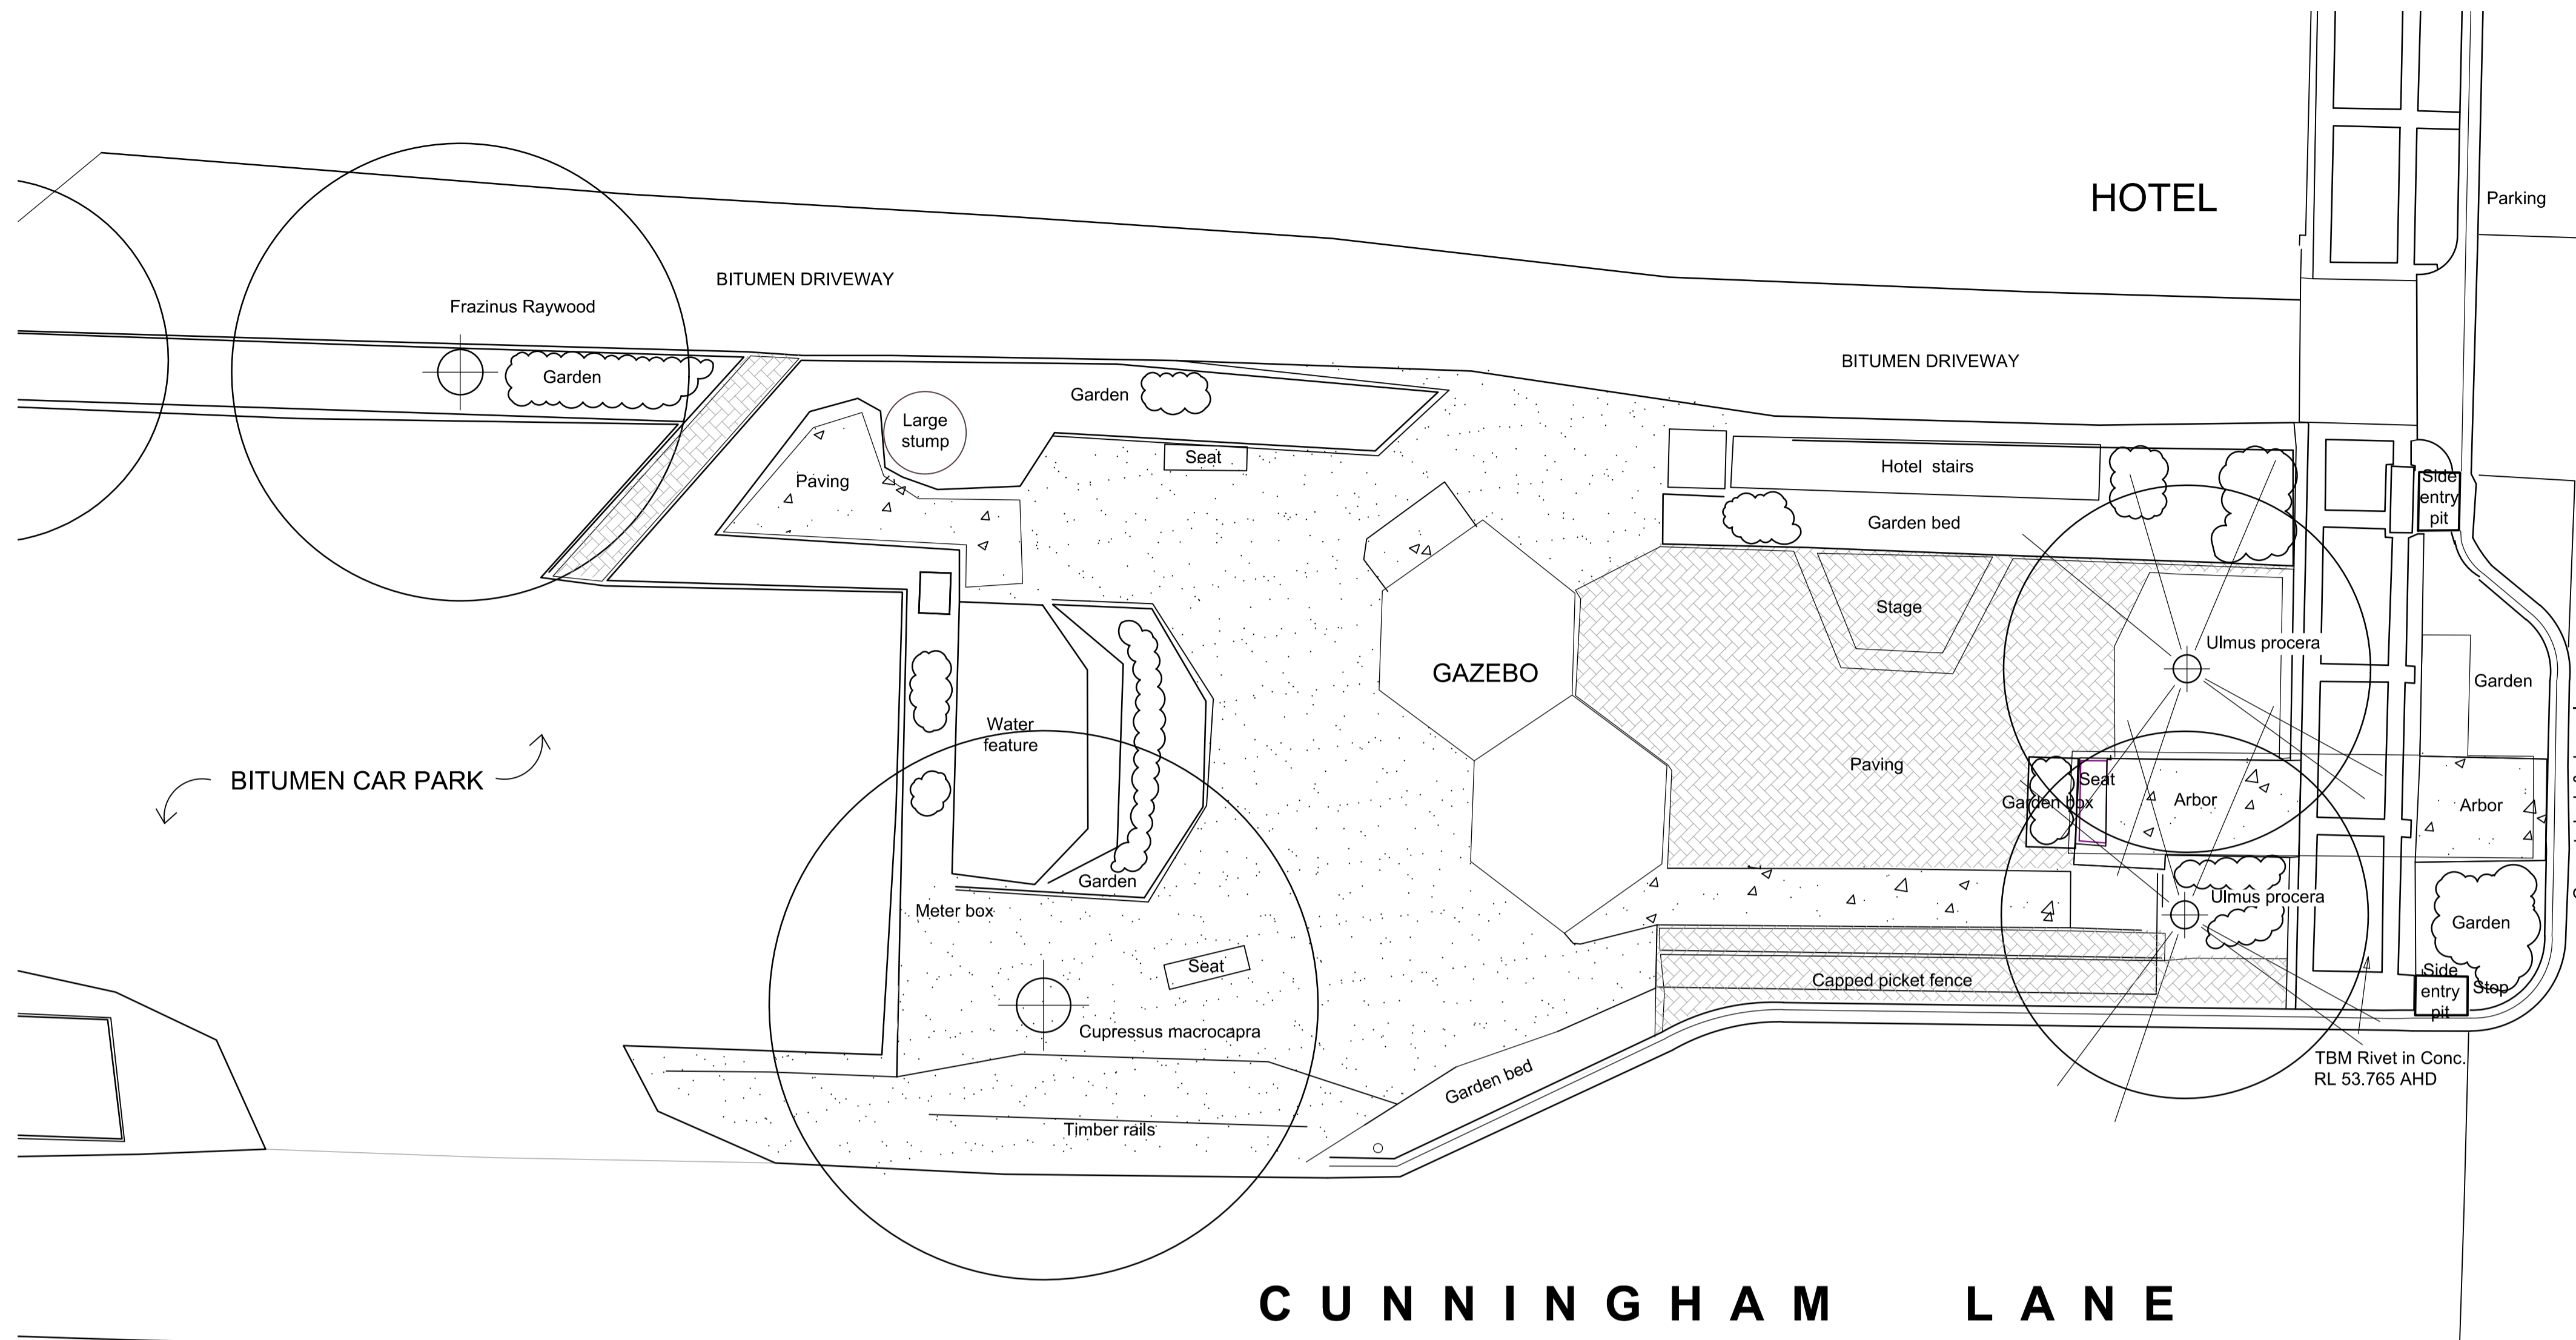 HOTEL
Parking
BITUMEN DRIVEWAY
Frazinus Raywood
BITUMEN DRIVEWAY
Garden
Garden
Large
stump
Seat
Hotel stairs
Paving
Side
entry
pit
Garden bed
Stage
Ulmus procera
GAZEBO
Garden
Water
feature
Paving
BITUMEN CAR PARK
Seat
Garden box
Arbor
Arbor
Garden
Ulmus procera
Meter box
Garden
Seat
Capped picket fence
Side
entry
pit
Stop
Cupressus macrocapra
TBM Rivet in Conc.
RL 53.765 AHD
Garden bed
Timber rails
CUNNINGHAM LANE